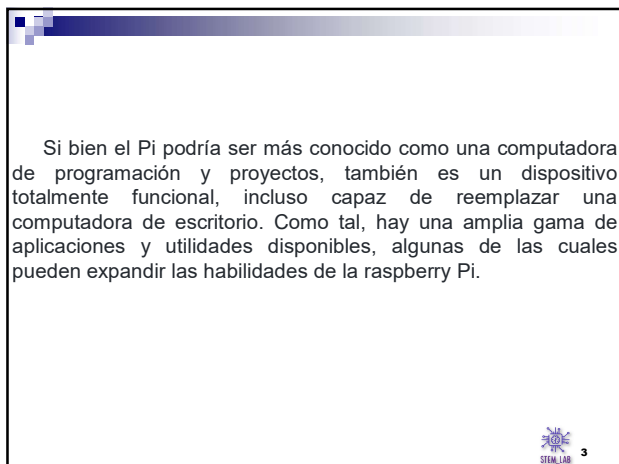 Si bien el Pi podría ser más conocido como una computadora
de programación y proyectos, también es un dispositivo
totalmente funcional, incluso capaz de reemplazar una
computadora de escritorio. Como tal, hay una amplia gama de
aplicaciones y utilidades disponibles, algunas de las cuales
pueden expandir las habilidades de la raspberry Pi.
STEM_LAB
3